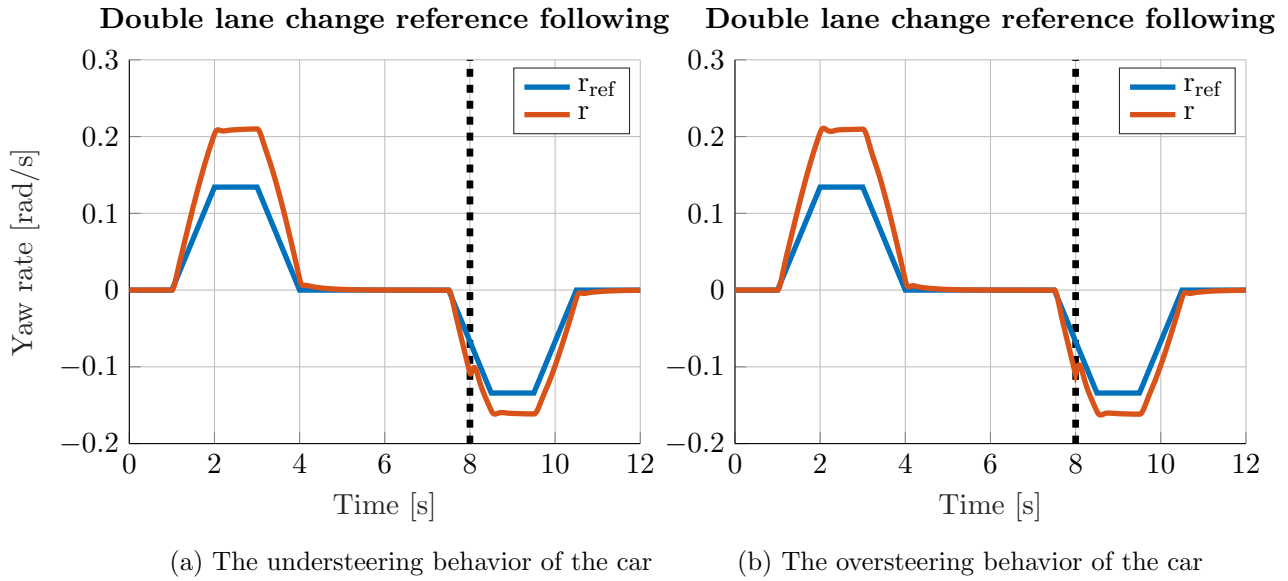 Double lane change reference following
Double lane change reference following
Yaw rate [rad/s]
0.3
0.2
0.1
0
−0.1
−0.2
r_ref
r
0 2 4 6 8 10 12
Time [s]
0.3
0.2
0.1
0
−0.1
−0.2
r_ref
r
0 2 4 6 8 10 12
Time [s]
(a) The understeering behavior of the car
(b) The oversteering behavior of the car